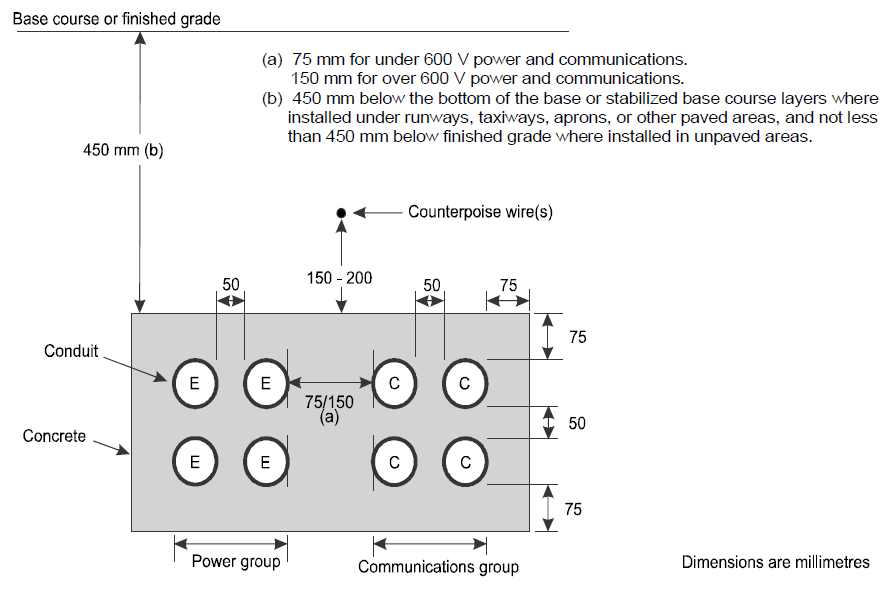 Base course or finished grade
(a) 75 mm for under 600 V power and communications.
150 mm for over 600 V power and communications.
(b) 450 mm below the bottom of the base or stabilized base course layers where
installed under runways, taxiways, aprons, or other paved areas, and not less
than 450 mm below finished grade where installed in unpaved areas.
450 mm (b)
Counterpoise wire(s)
150 - 200
50
50
75
75
Conduit
E
E
C
C
75/150
(a)
50
Concrete
E
E
C
C
75
Power group
Communications group
Dimensions are millimetres